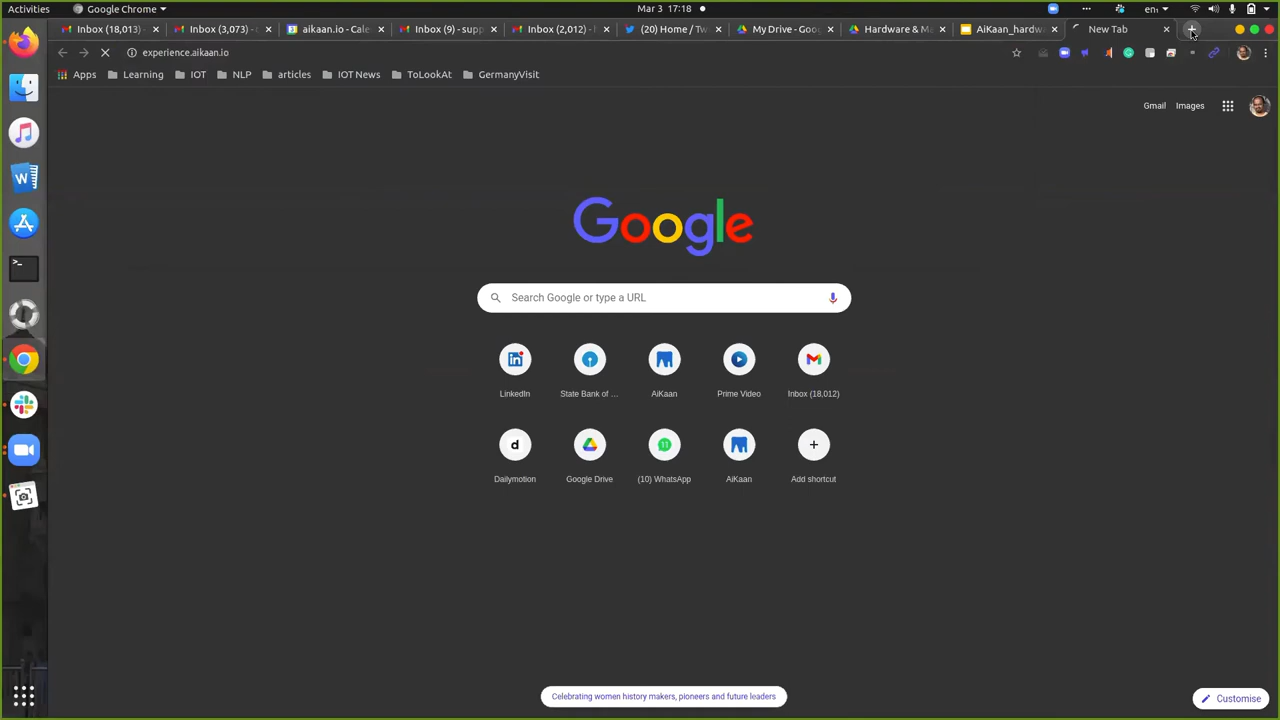 Activities
Google Chrome
Mar 3 17:18
en₁
Inbox (18,013) -
Inbox (3,073) -
aikaan.io - Cale
Inbox (9) - supp
Inbox (2,012) -
(20) Home / Tw
My Drive - Goog
Hardware & Ma
AiKaan_hardw
New Tab
experience.aikaan.io
Apps
Learning
IOT
NLP
articles
IOT News
ToLookAt
GermanyVisit
Gmail
Images
Google
Search Google or type a URL
LinkedIn
State Bank of ...
AiKaan
Prime Video
Inbox (18,012)
Dailymotion
Google Drive
(10) WhatsApp
AiKaan
Add shortcut
Celebrating women history makers, pioneers and future leaders
Customise